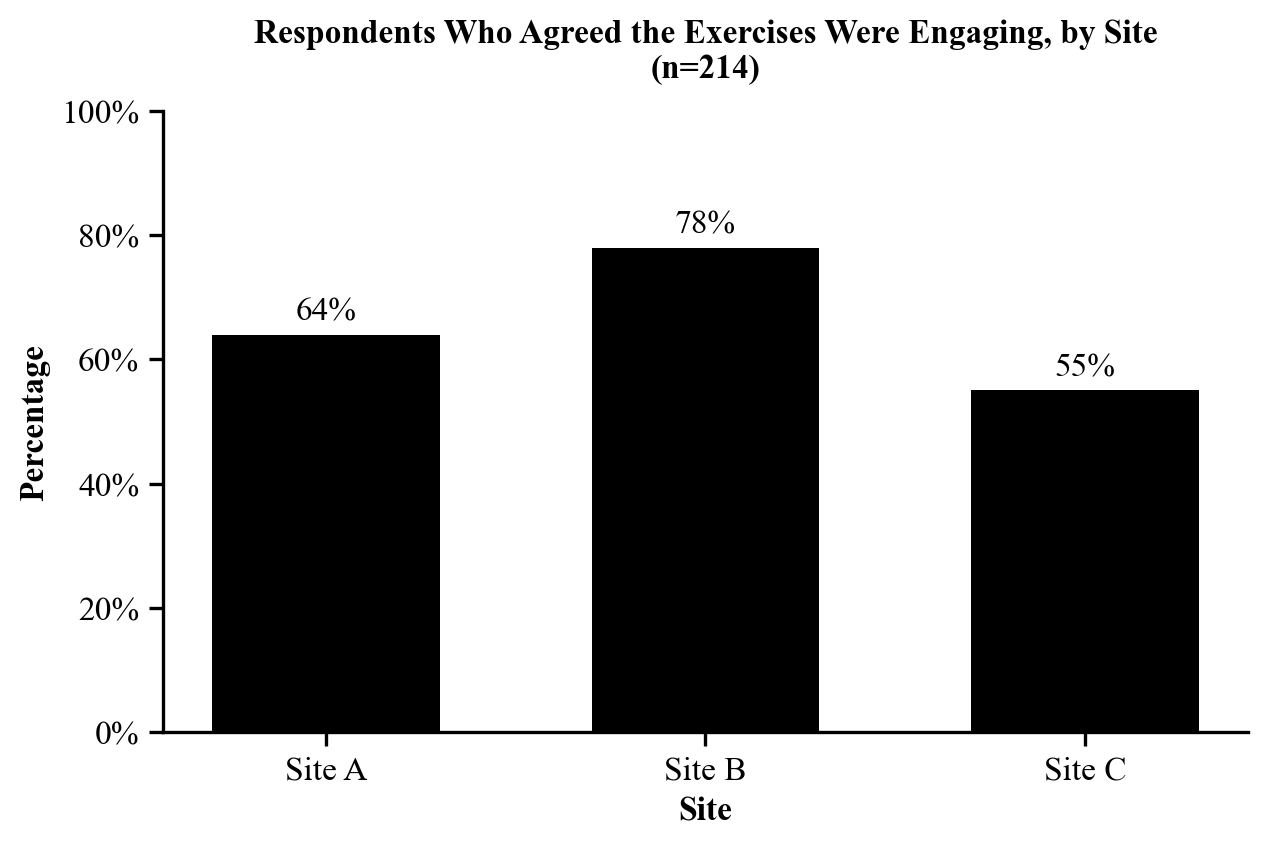 Respondents Who Agreed the Exercises Were Engaging, by Site
(n=214)
100%
80%
60%
40%
20%
0%
Percentage
64%
78%
55%
Site A
Site B
Site C
Site